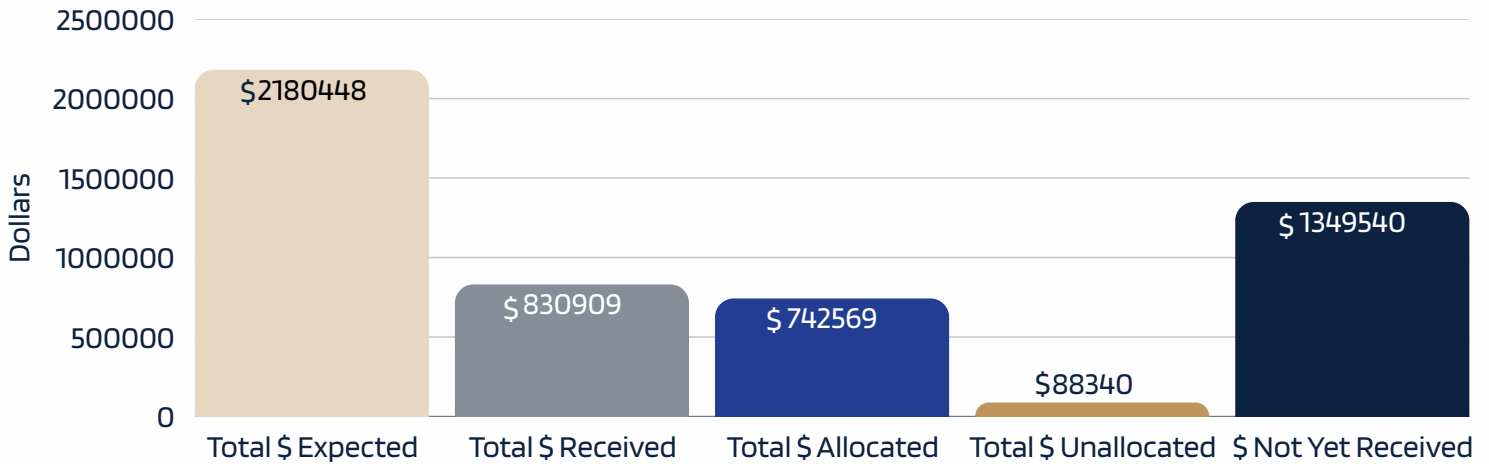 Dollars
2500000
2000000
1500000
1000000
500000
0
$2180448
$ 830909
$ 742569
$88340
$ 1349540
Total $ Expected
Total $ Received
Total $ Allocated
Total $ Unallocated
$ Not Yet Received